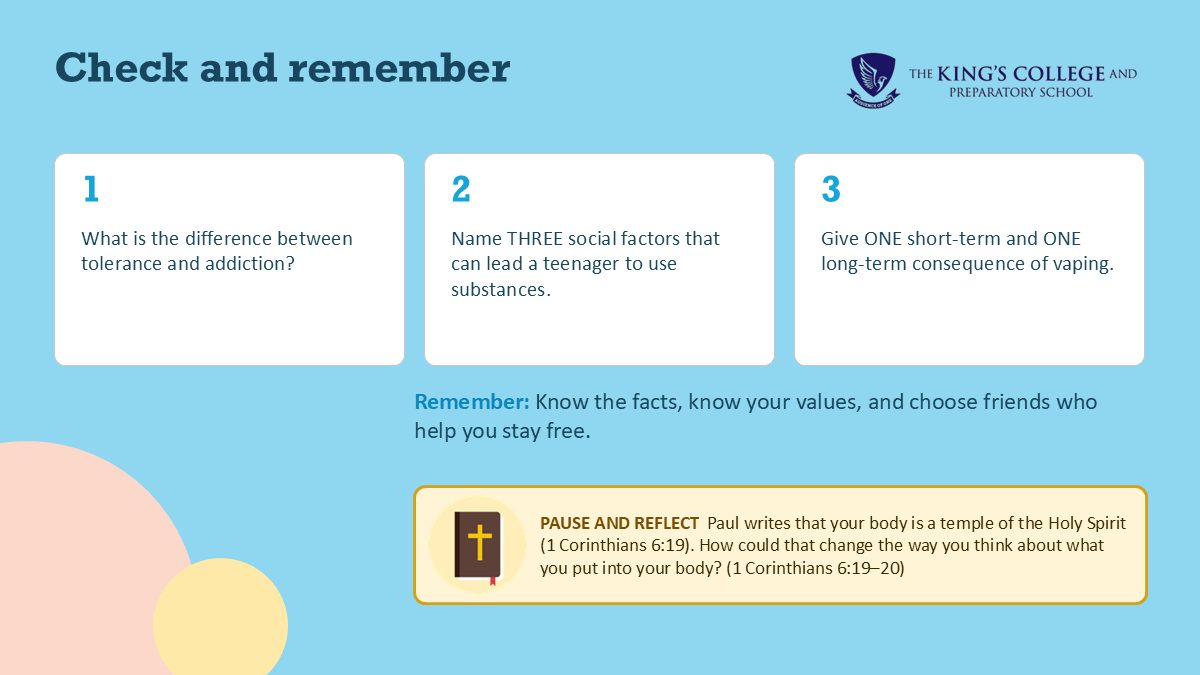 Check and remember
THE KING'S COLLEGE AND
PREPARATORY SCHOOL
AUDIENCE OF ONE
1
What is the difference between
tolerance and addiction?
2
Name THREE social factors that
can lead a teenager to use
substances.
3
Give ONE short-term and ONE
long-term consequence of vaping.
Remember: Know the facts, know your values, and choose friends who
help you stay free.
PAUSE AND REFLECT Paul writes that your body is a temple of the Holy Spirit
(1 Corinthians 6:19). How could that change the way you think about what
you put into your body? (1 Corinthians 6:19–20)